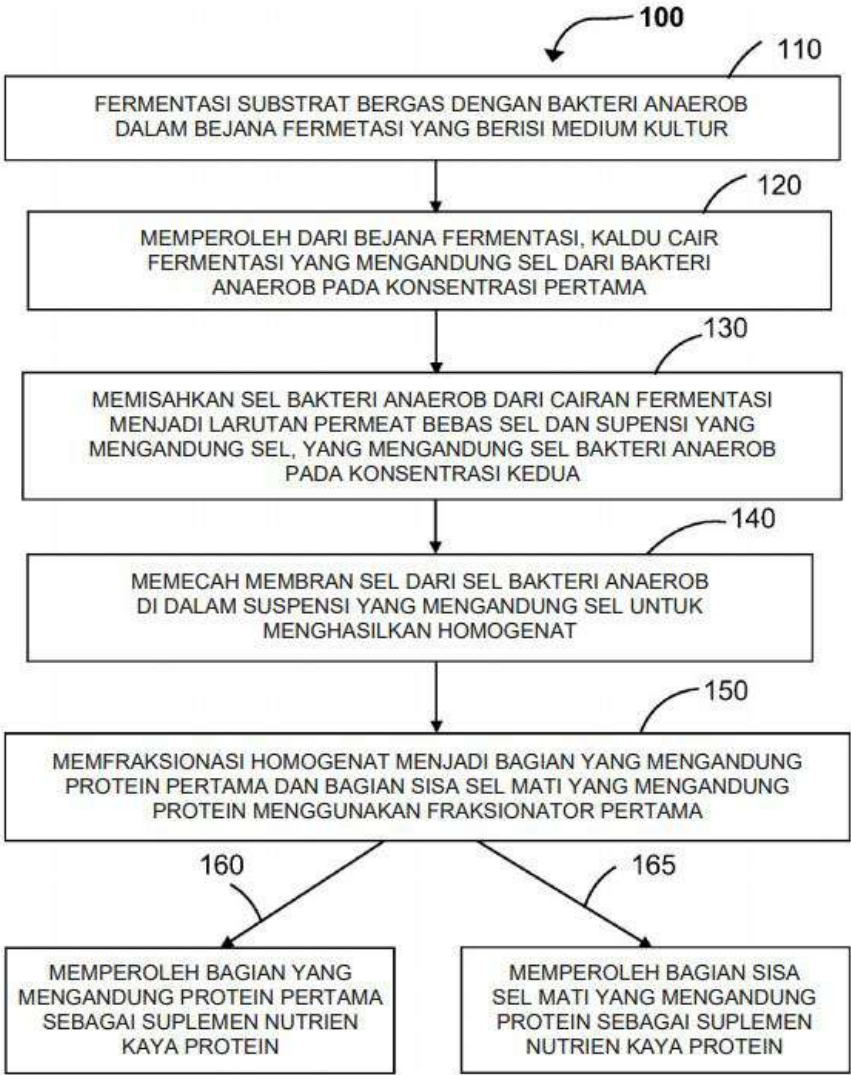 100
110
FERMENTASI SUBSTRAT BERGAS DENGAN BAKTERI ANAEROB
DALAM BEJANA FERMETASI YANG BERISI MEDIUM KULTUR
120
MEMPEROLEH DARI BEJANA FERMENTASI, KALDU CAIR
FERMENTASI YANG MENGANDUNG SEL DARI BAKTERI
ANAEROB PADA KONSENTRASI PERTAMA
130
MEMISAHKAN SEL BAKTERI ANAEROB DARI CAIRAN FERMENTASI
MENJADI LARUTAN PERMEAT BEBAS SEL DAN SUPENSI YANG
MENGANDUNG SEL, YANG MENGANDUNG SEL BAKTERI ANAEROB
PADA KONSENTRASI KEDUA
140
MEMECAH MEMBRAN SEL DARI SEL BAKTERI ANAEROB
DI DALAM SUSPENSI YANG MENGANDUNG SEL UNTUK
MENGHASILKAN HOMOGENAT
150
MEMFRAKSIONASI HOMOGENAT MENJADI BAGIAN YANG MENGANDUNG
PROTEIN PERTAMA DAN BAGIAN SISA SEL MATI YANG MENGANDUNG
PROTEIN MENGGUNAKAN FRAKSIONATOR PERTAMA
160
165
MEMPEROLEH BAGIAN YANG
MENGANDUNG PROTEIN PERTAMA
SEBAGAI SUPLEMEN NUTRIEN
KAYA PROTEIN
MEMPEROLEH BAGIAN SISA
SEL MATI YANG MENGANDUNG
PROTEIN SEBAGAI SUPLEMEN
NUTRIEN KAYA PROTEIN